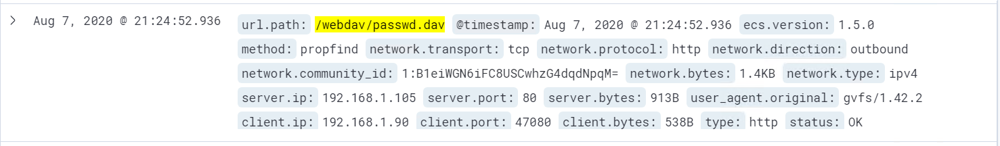 Aug 7, 2020 @ 21:24:52.936 url.path: /webdav/passwd.dav @timestamp: Aug 7, 2020 @ 21:24:52.936 ecs.version: 1.5.0
method: propfind network.transport: tcp network.protocol: http network.direction: outbound
network.community_id: 1:B1eiWGN6iFC8USCwhzG4dqdNpqM= network.bytes: 1.4KB network.type: ipv4
server.ip: 192.168.1.105 server.port: 80 server.bytes: 913B user_agent.original: gvfs/1.42.2
client.ip: 192.168.1.90 client.port: 47080 client.bytes: 538B type: http status: OK